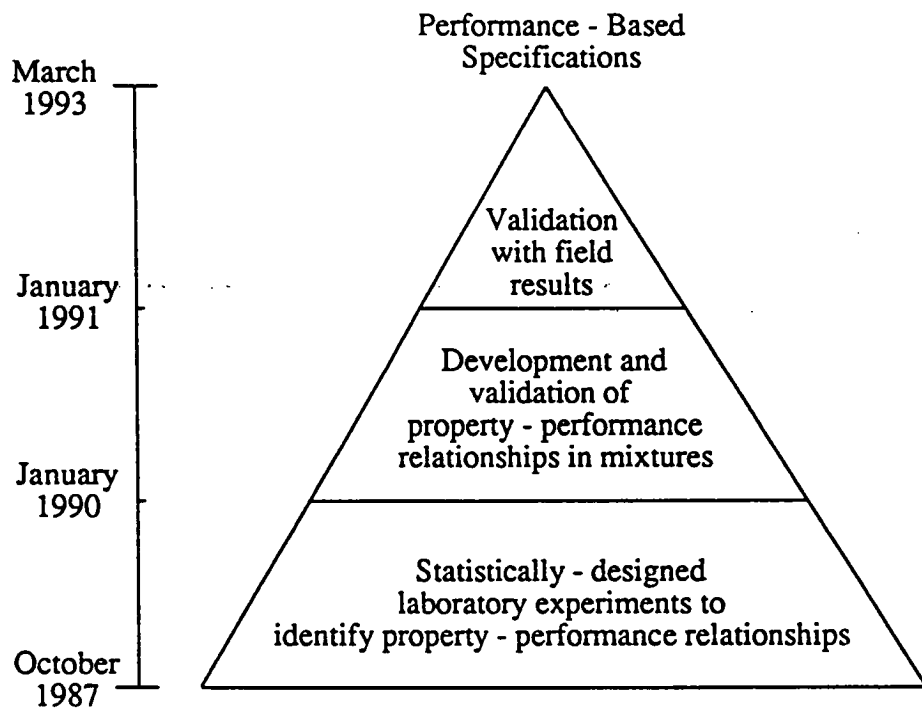 Performance - Based
Specifications
March
1993
Validation
with field
results
January
1991
Development and
validation of
property - performance
relationships in mixtures
January
1990
Statistically - designed
laboratory experiments to
identify property - performance relationships
October
1987